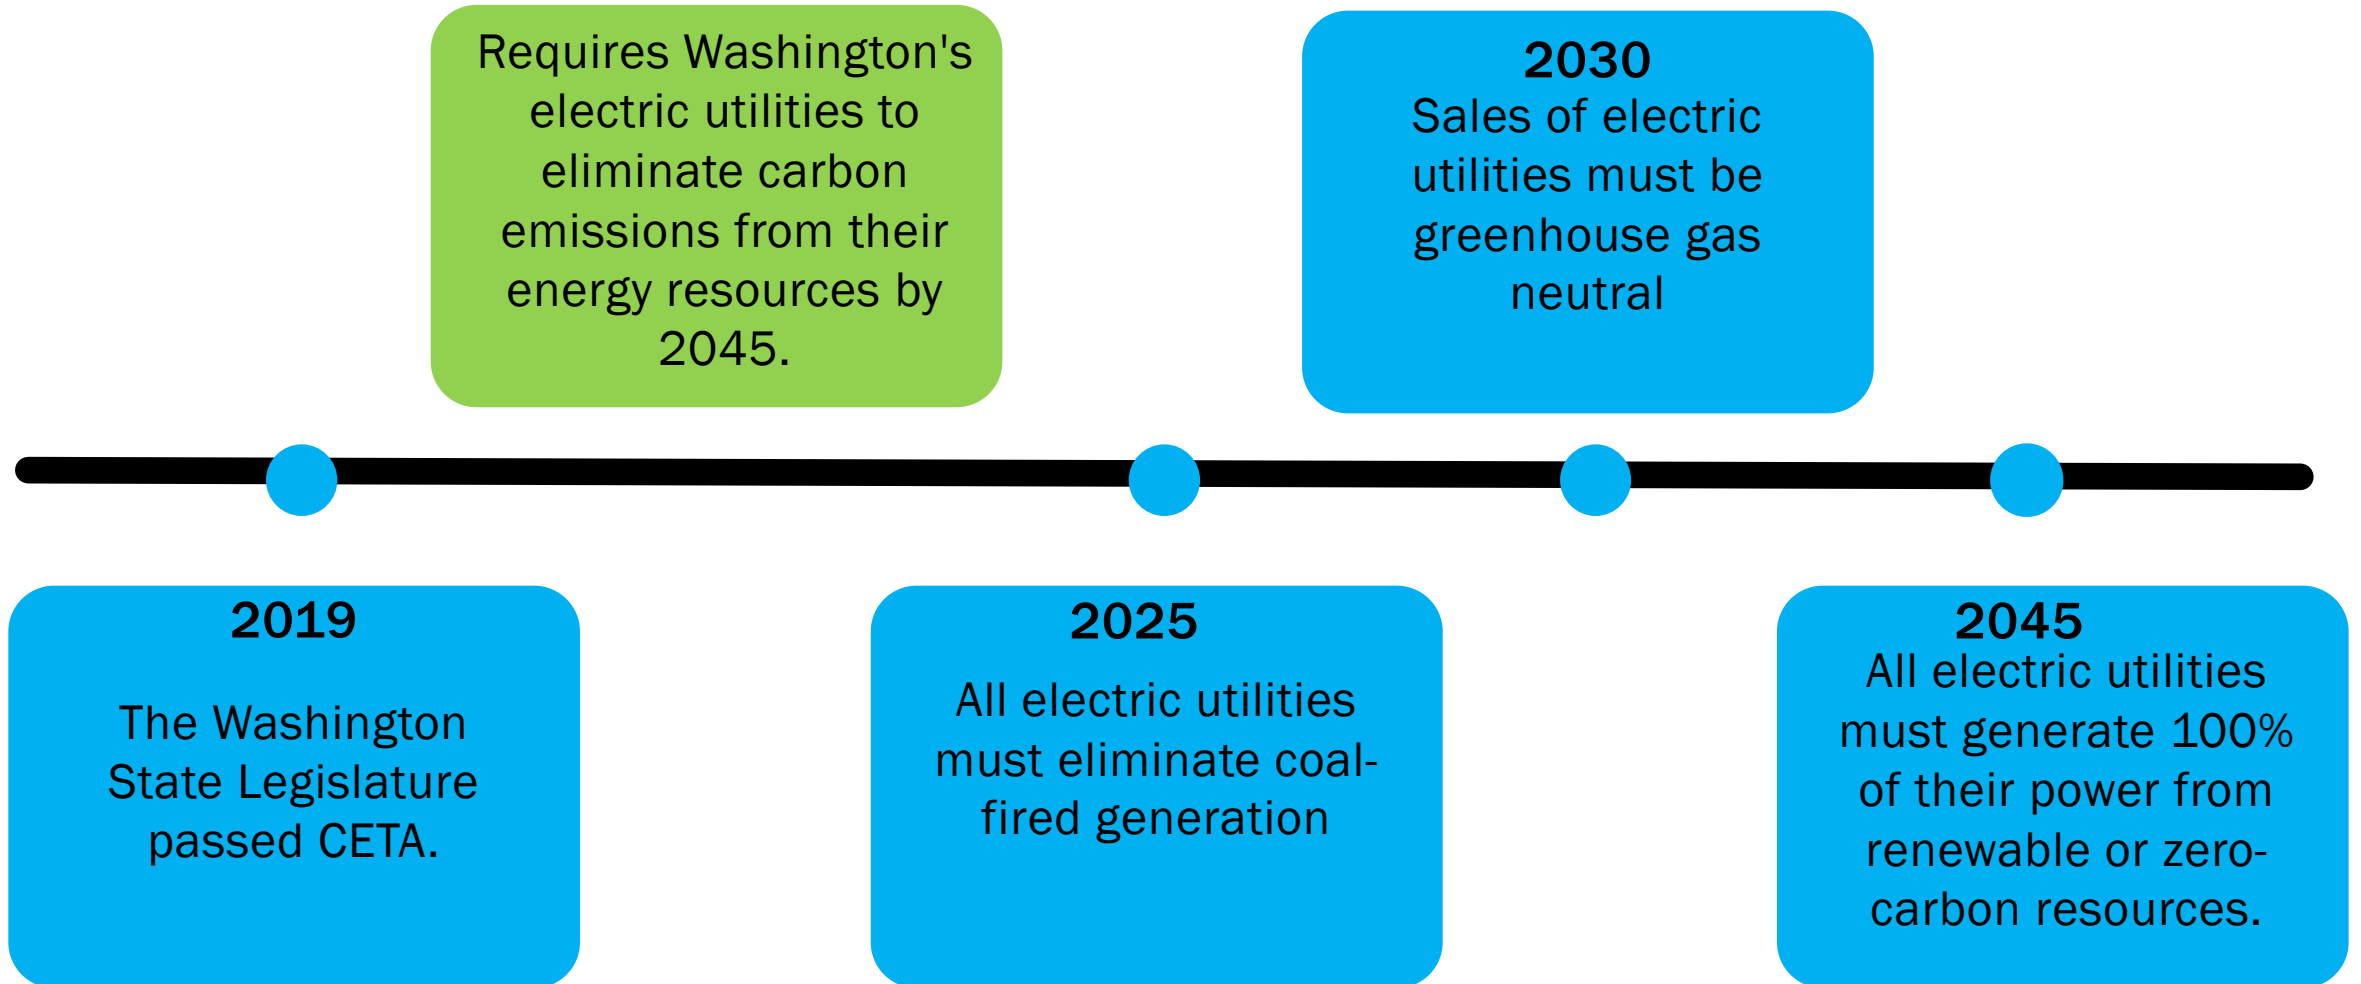 Requires Washington's
electric utilities to
eliminate carbon
emissions from their
energy resources by
2045.
2030
Sales of electric
utilities must be
greenhouse gas
neutral
2019
The Washington
State Legislature
passed CETA.
2025
All electric utilities
must eliminate coal-
fired generation
2045
All electric utilities
must generate 100%
of their power from
renewable or zero-
carbon resources.